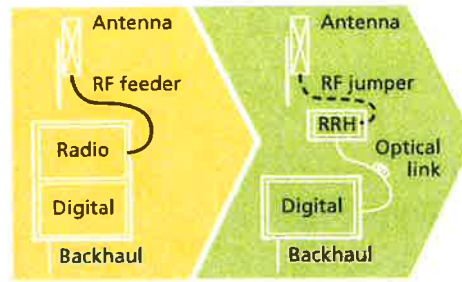 Antenna
RF feeder
Radio
Digital
Backhaul
Antenna
RF jumper
RRH
Optical
link
Digital
Backhaul